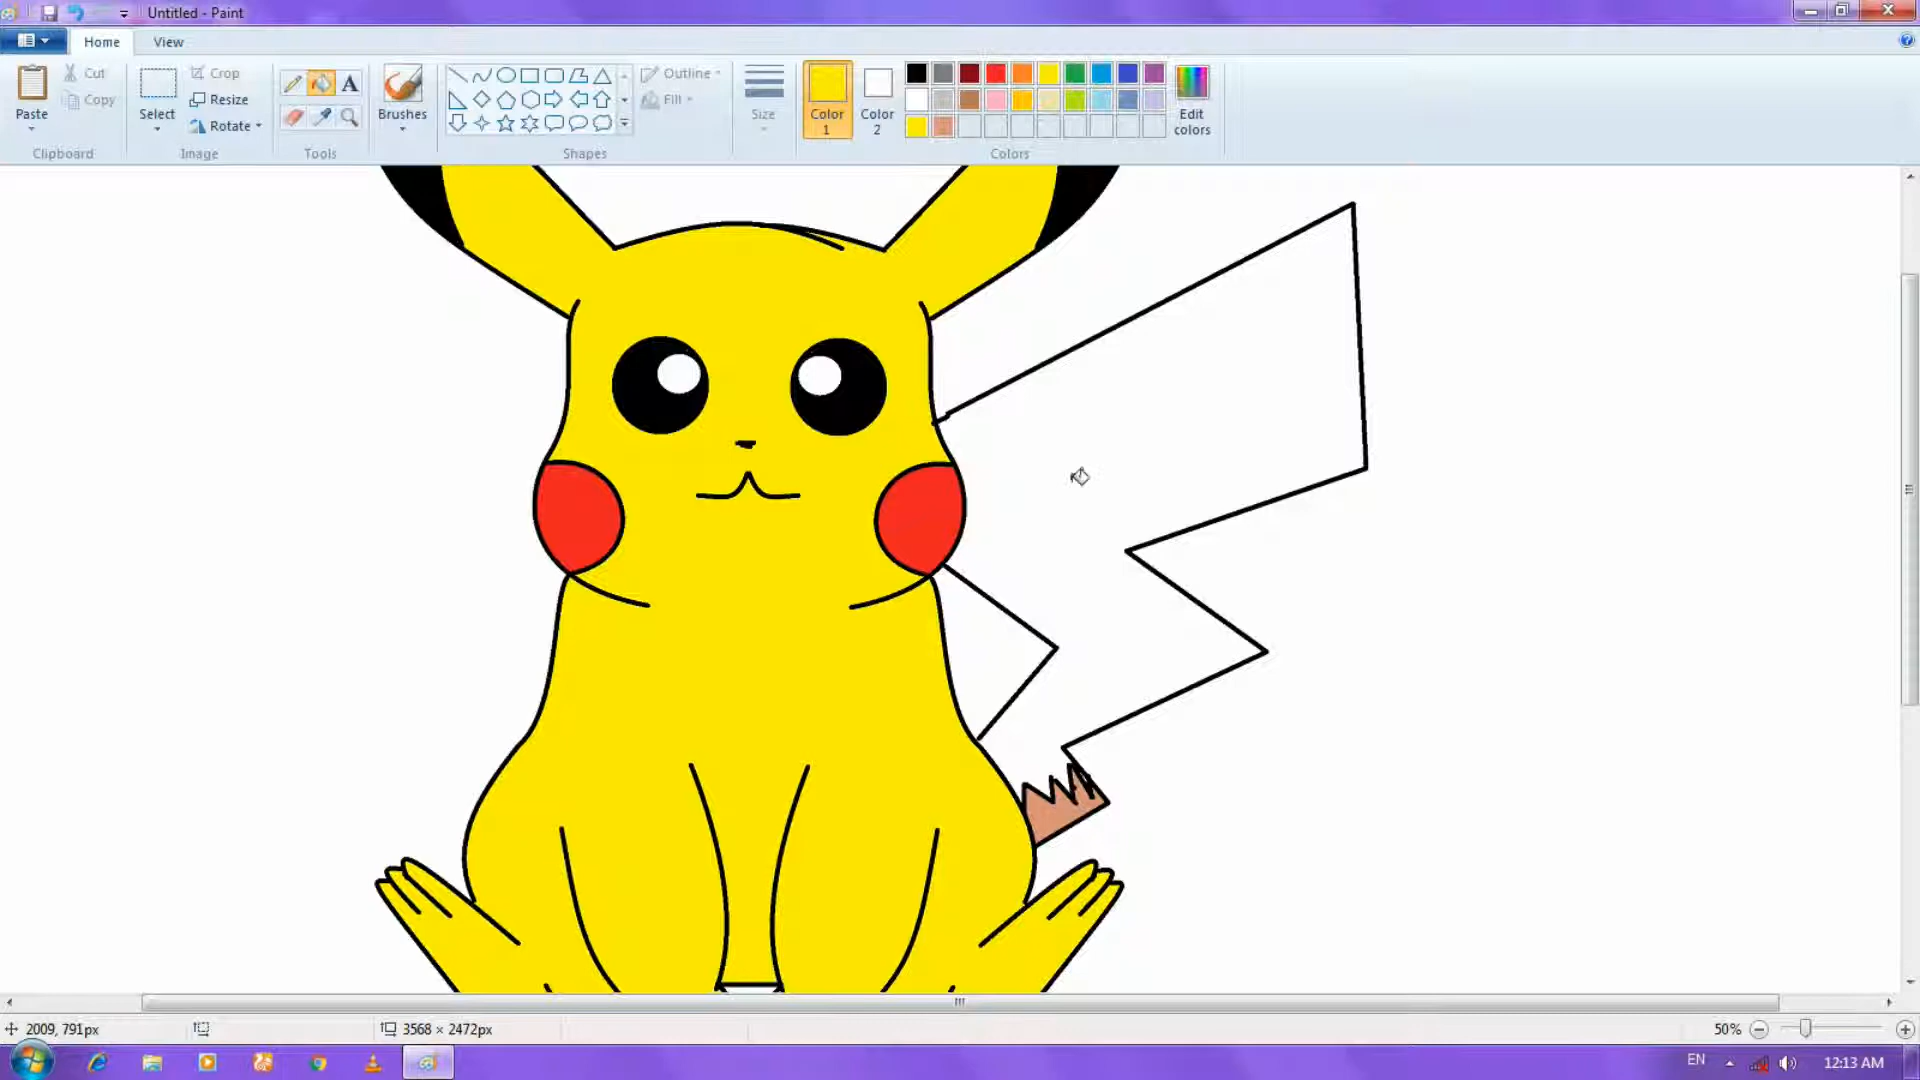 Untitled - Paint
Home View
Cut
Copy
Paste
Clipboard
Select
Crop
Resize
Rotate
Image
A
Tools
Brushes
Outline
Fill
Shapes
Size
Color 1
Color 2
Edit colors
Colors
2009, 791px
3568 × 2472px
50%
EN
12:13 AM